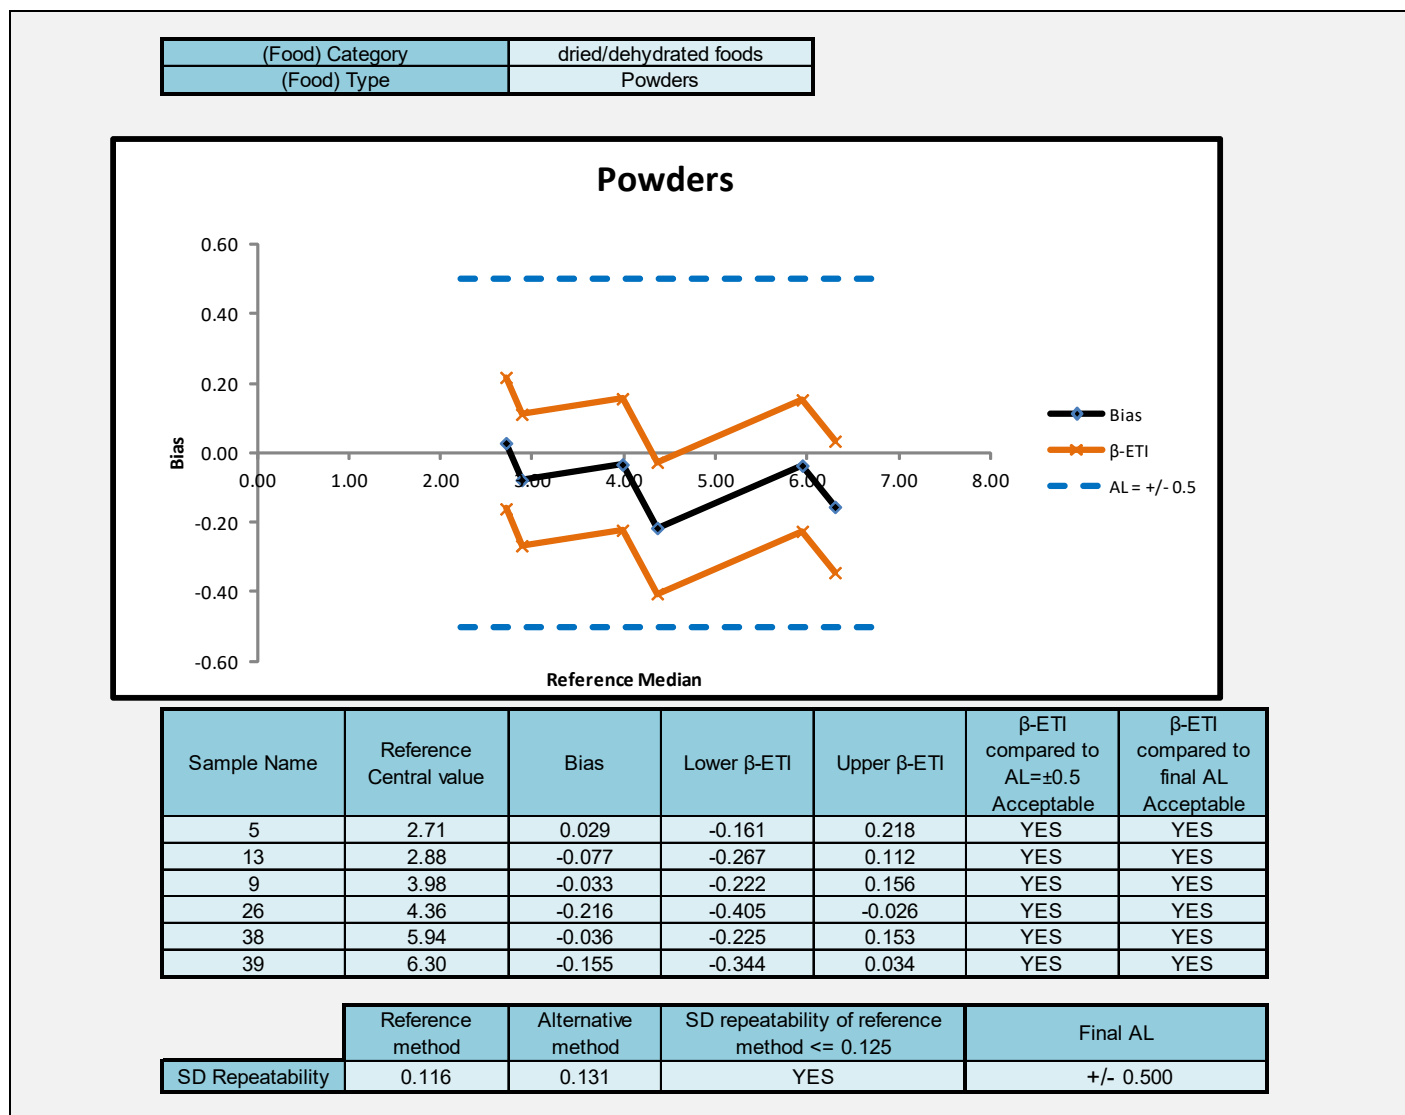 (Food) Category dried/dehydrated foods
(Food) Type Powders
Powders
0.60
0.40
0.20
0.00
-0.20
-0.40
-0.60
Bias
0.00 1.00 2.00 3.00 4.00 5.00 6.00 7.00 8.00
Reference Median
Bias
β-ETI
AL = +/- 0.5
Sample Name
Reference
Central value
Bias
Lower β-ETI
Upper β-ETI
β-ETI
compared to
AL=±0.5
Acceptable
β-ETI
compared to
final AL
Acceptable
5 2.71 0.029 -0.161 0.218 YES YES
13 2.88 -0.077 -0.267 0.112 YES YES
9 3.98 -0.033 -0.222 0.156 YES YES
26 4.36 -0.216 -0.405 -0.026 YES YES
38 5.94 -0.036 -0.225 0.153 YES YES
39 6.30 -0.155 -0.344 0.034 YES YES
Reference
method
Alternative
method
SD repeatability of reference
method <= 0.125
Final AL
SD Repeatability 0.116 0.131 YES +/- 0.500